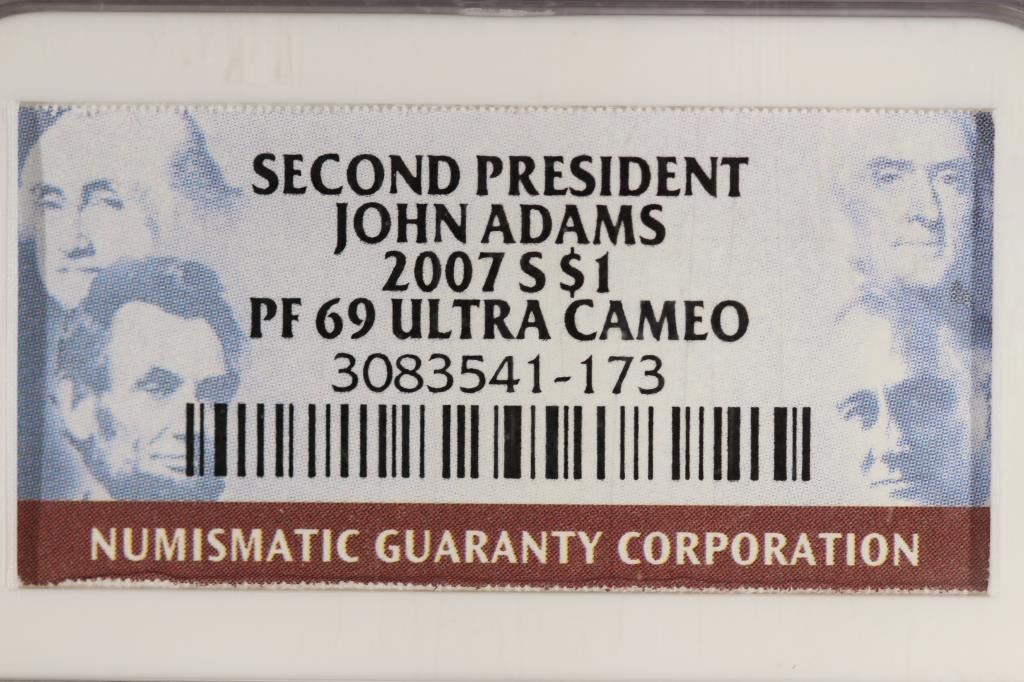 SECOND PRESIDENT
JOHN ADAMS
2007 S $1
PF 69 ULTRA CAMEO
3083541-173
NUMISMATIC GUARANTY CORPORATION